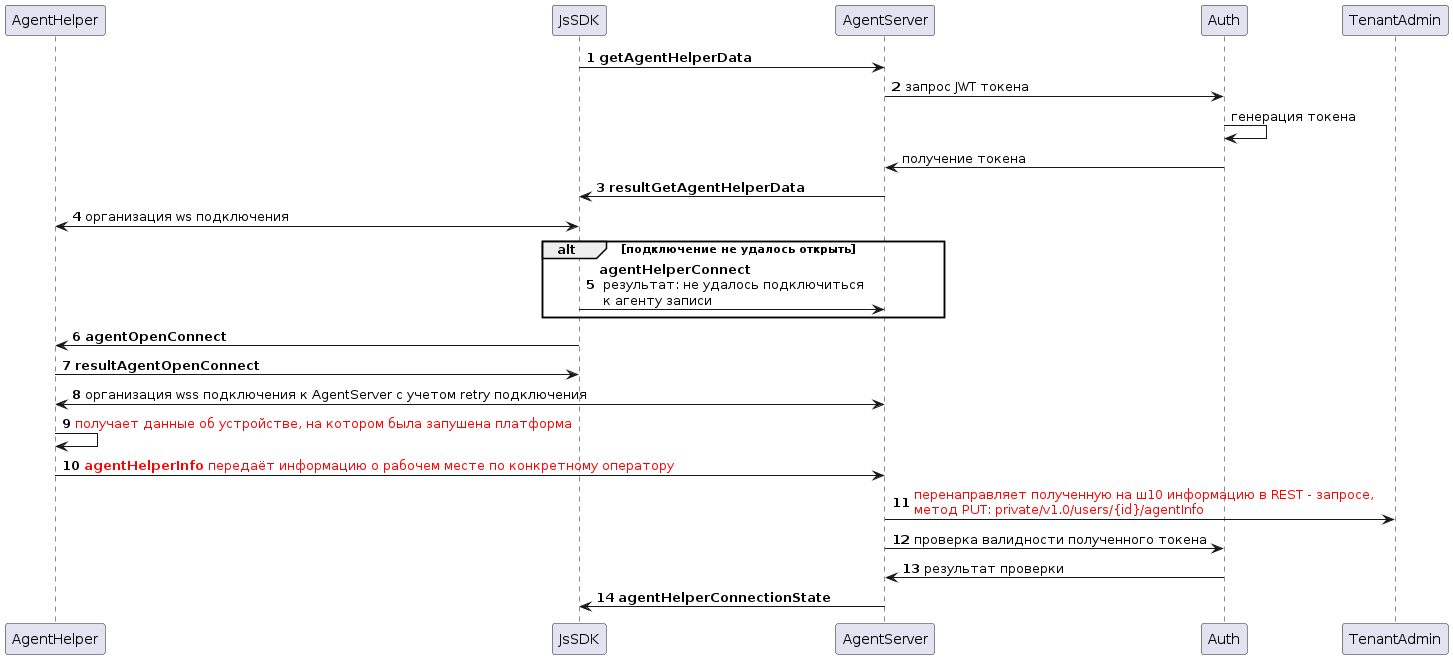 AgentHelper
JsSDK
AgentServer
Auth
TenantAdmin
1 getAgentHelperData
2 запрос JWT токена
генерация токена
получение токена
3 resultGetAgentHelperData
4 организация ws подключения
alt [подключение не удалось открыть]
agentHelperConnect
5 результат: не удалось подключиться
к агенту записи
6 agentOpenConnect
7 resultAgentOpenConnect
8 организация wss подключения к AgentServer с учетом retry подключения
9 получает данные об устройстве, на котором была запушена платформа
10 agentHelperInfo передаёт информацию о рабочем месте по конкретному оператору
11 перенаправляет полученную на ш10 информацию в REST - запросе,
метод PUT: private/v1.0/users/{id}/agentInfo
12 проверка валидности полученного токена
13 результат проверки
14 agentHelperConnectionState
AgentHelper
JsSDK
AgentServer
Auth
TenantAdmin